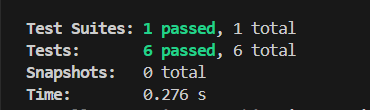 Test Suites: 1 passed, 1 total
Tests:       6 passed, 6 total
Snapshots:   0 total
Time:        0.276 s